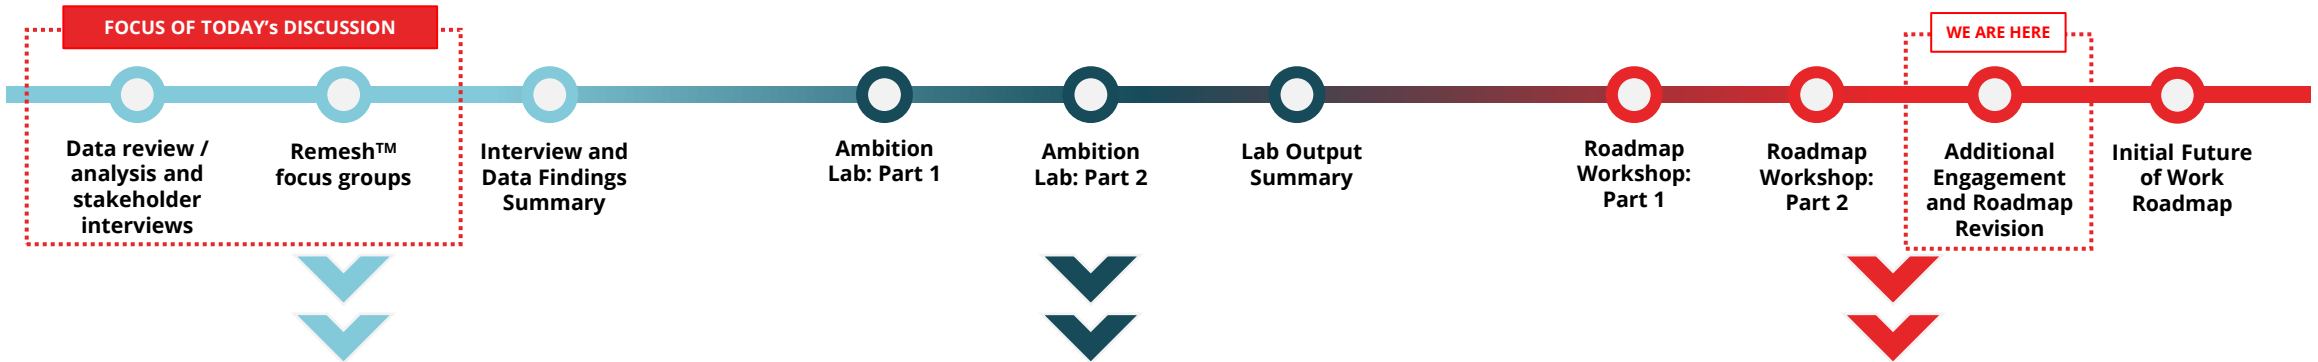 FOCUS OF TODAY's DISCUSSION
WE ARE HERE
Data review /
analysis and
stakeholder
interviews
Remesh™
focus groups
Interview and
Data Findings
Summary
Ambition
Lab: Part 1
Ambition
Lab: Part 2
Lab Output
Summary
Roadmap
Workshop:
Part 1
Roadmap
Workshop:
Part 2
Additional
Engagement
and Roadmap
Revision
Initial Future
of Work
Roadmap